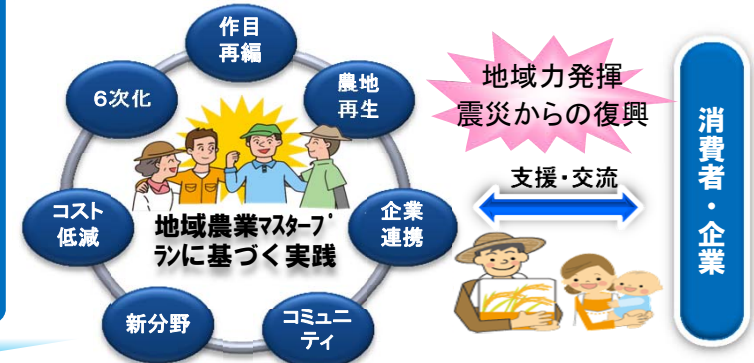 作目
再編
農地
再生
6次化
地域力発揮
震災からの復興
支援・交流
消費者・企業
コスト
低減
企業
連携
地域農業マスタープ
ランに基づく実践
新分野
コミュニ
ティ